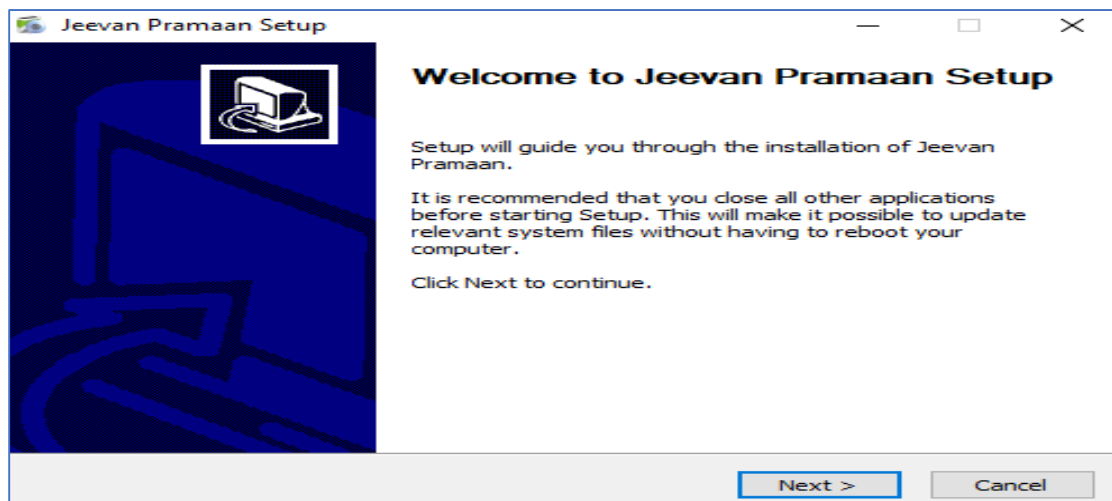 Jeevan Pramaan Setup
Welcome to Jeevan Pramaan Setup
Setup will guide you through the installation of Jeevan
Pramaan.
It is recommended that you close all other applications
before starting Setup. This will make it possible to update
relevant system files without having to reboot your
computer.
Click Next to continue.
Next >
Cancel